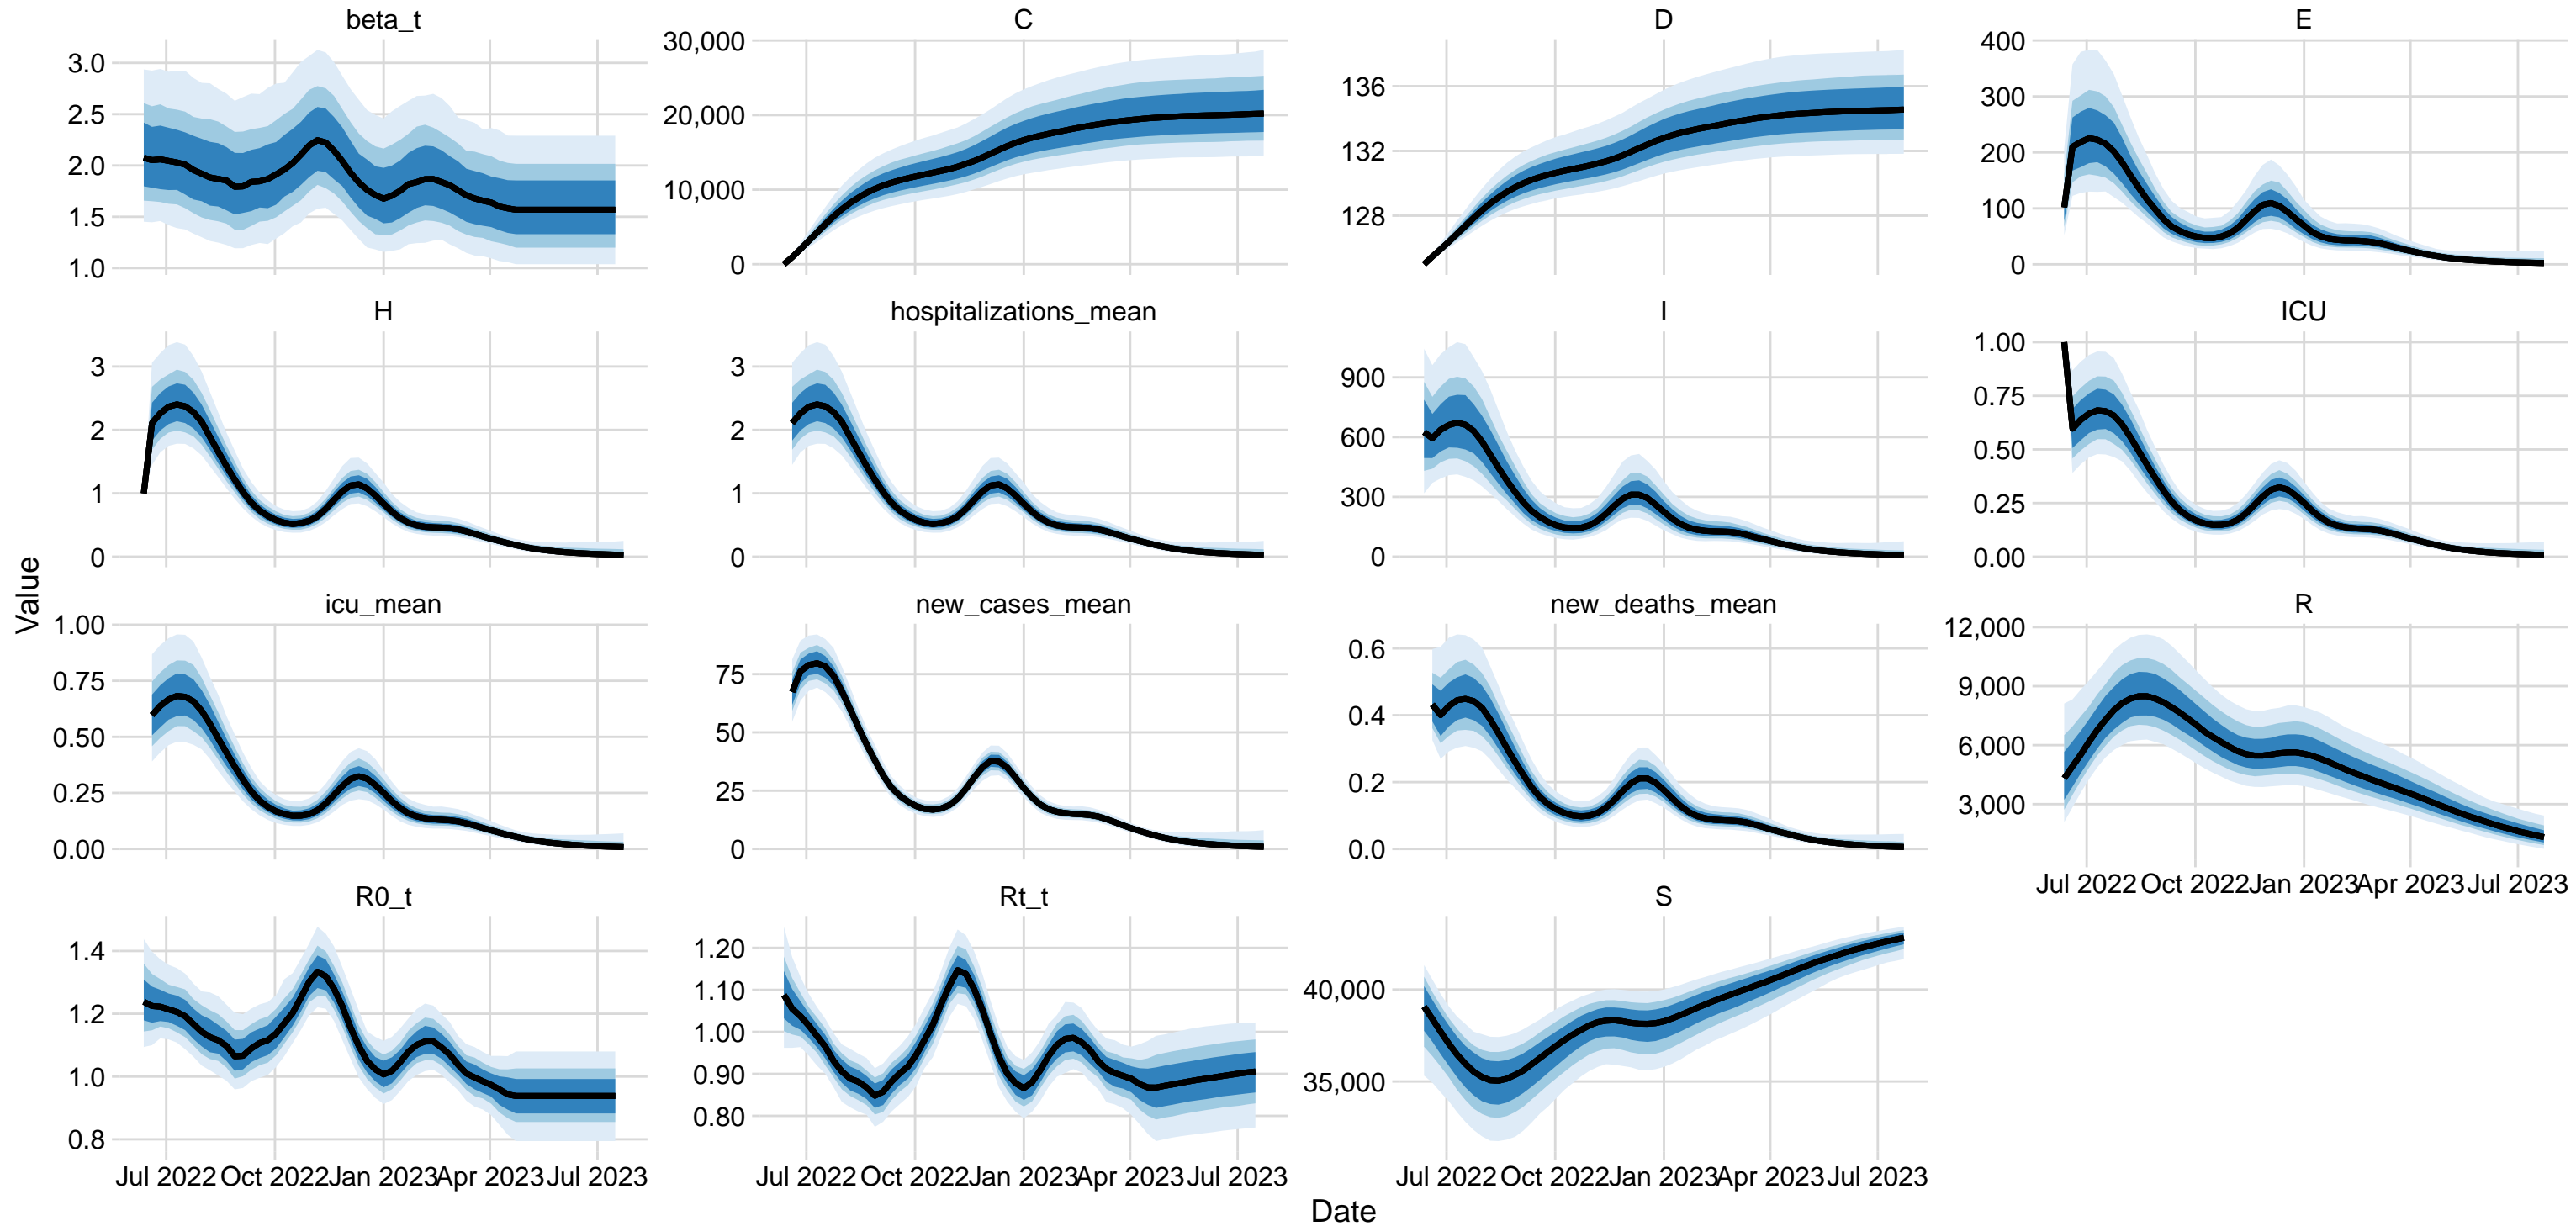 beta_t
C
D
E
3.0
2.5
2.0
1.5
1.0
30,000
20,000
10,000
0
136
132
128
400
300
200
100
0
H
hospitalizations_mean
I
ICU
3
2
1
0
3
2
1
0
900
600
300
0
1.00
0.75
0.50
0.25
0.00
Value
icu_mean
new_cases_mean
new_deaths_mean
R
1.00
0.75
0.50
0.25
0.00
75
50
25
0
0.6
0.4
0.2
0.0
12,000
9,000
6,000
3,000
Jul 2022 Oct 2022 Jan 2023 Apr 2023 Jul 2023
R0_t
Rt_t
S
1.4
1.2
1.0
0.8
1.20
1.10
1.00
0.90
0.80
40,000
35,000
Jul 2022 Oct 2022 Jan 2023 Apr 2023 Jul 2023
Jul 2022 Oct 2022 Jan 2023 Apr 2023 Jul 2023
Jul 2022 Oct 2022 Jan 2023 Apr 2023 Jul 2023
Date